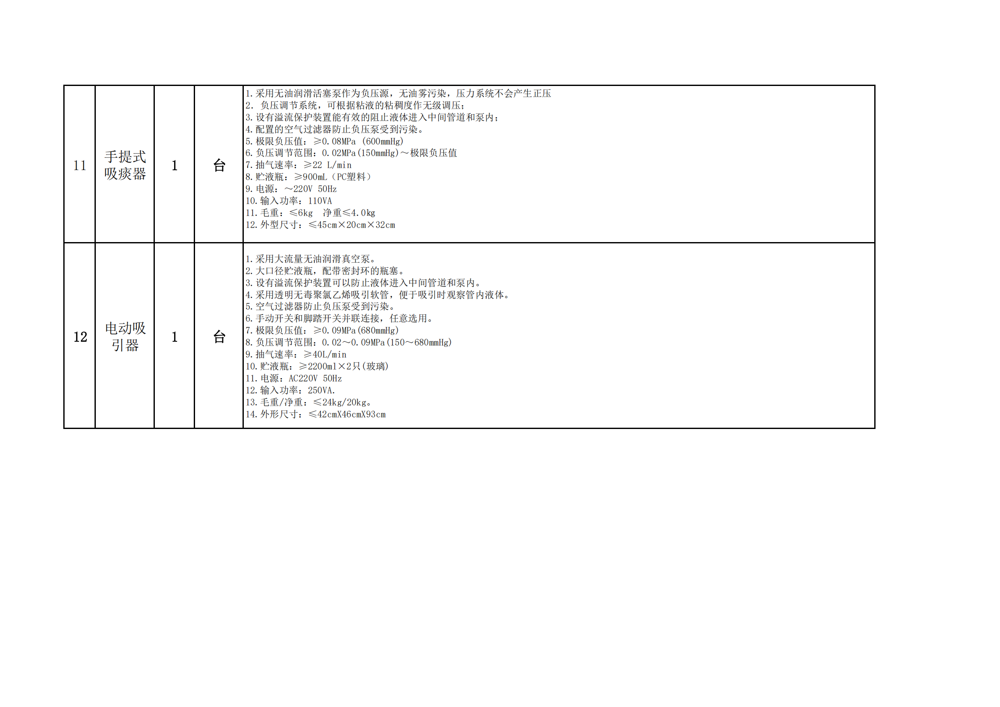 11
手提式
吸痰器
1
台
1.采用无油润滑活塞泵作为负压源，无油雾污染，压力系统不会产生正压
2. 负压调节系统，可根据粘液的粘稠度作无级调压；
3.设有溢流保护装置能有效的阻止液体进入中间管道和泵内；
4.配置的空气过滤器防止负压泵受到污染。
5.极限负压值：≥0.08MPa (600mmHg)
6.负压调节范围：0.02MPa(150mmHg)～极限负压值
7.抽气速率：≥22 L/min
8.贮液瓶：≥900mL（PC塑料）
9.电源：～220V 50Hz
10.输入功率：110VA
11.毛重：≤6kg  净重≤4.0kg
12.外型尺寸：≤45cm×20cm×32cm
12
电动吸
引器
1
台
1.采用大流量无油润滑真空泵。
2.大口径贮液瓶，配带密封环的瓶塞。
3.设有溢流保护装置可以防止液体进入中间管道和泵内。
4.采用透明无毒聚氯乙烯吸引软管，便于吸引时观察管内液体。
5.空气过滤器防止负压泵受到污染。
6.手动开关和脚踏开关并联连接，任意选用。
7.极限负压值：≥0.09MPa(680mmHg)
8.负压调节范围：0.02～0.09MPa(150～680mmHg)
9.抽气速率：≥40L/min
10.贮液瓶：≥2200ml×2只(玻璃)
11.电源：AC220V 50Hz
12.输入功率：250VA.
13.毛重/净重：≤24kg/20kg。
14.外形尺寸：≤42cmX46cmX93cm